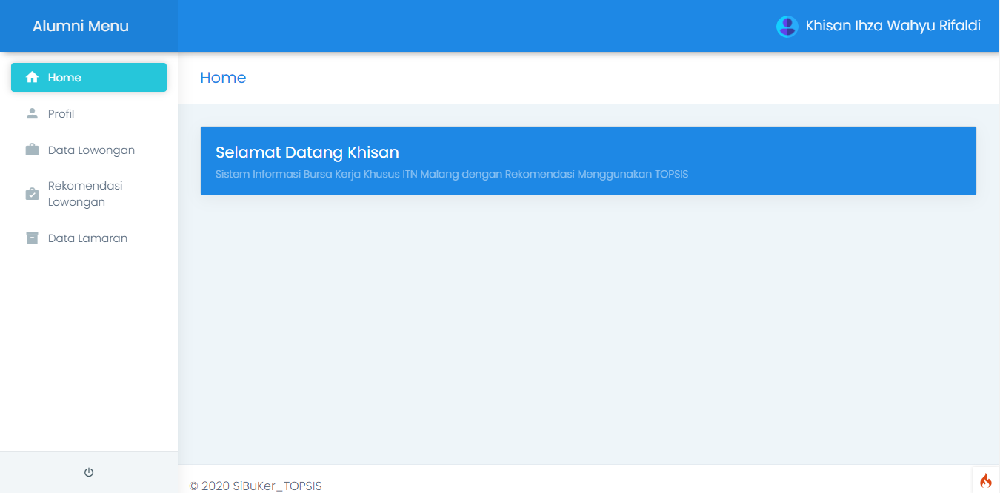 Alumni Menu
Khisan Ihza Wahyu Rifaldi
Home
Profil
Data Lowongan
Rekomendasi
Lowongan
Data Lamaran
Home
Selamat Datang Khisan
Sistem Informasi Bursa Kerja Khusus ITN Malang dengan Rekomendasi Menggunakan TOPSIS
© 2020 SiBuKer_TOPSIS